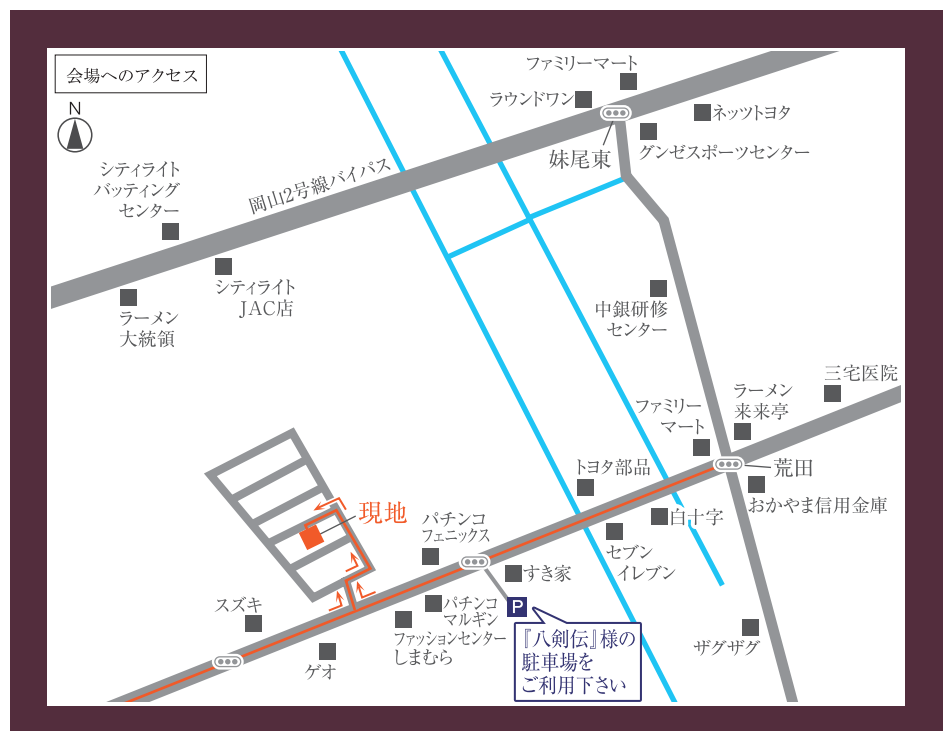 会場へのアクセス
N
ファミリーマート
ラウンドワン
ネッツトヨタ
妹尾東
グンゼスポーツセンター
シティライト
バッティング
センター
岡山2号線バイパス
シティライト
JAC店
ラーメン
大統領
中銀研修
センター
三宅医院
ラーメン
来来亭
ファミリー
マート
荒田
トヨタ部品
おかやま信用金庫
白十字
現地
パチンコ
フェニックス
セブン
イレブン
すき家
スズキ
パチンコ
マルギン
P
ファッションセンター
しまむら
『八剣伝』様の
駐車場を
ご利用下さい
ザグザグ
ゲオ